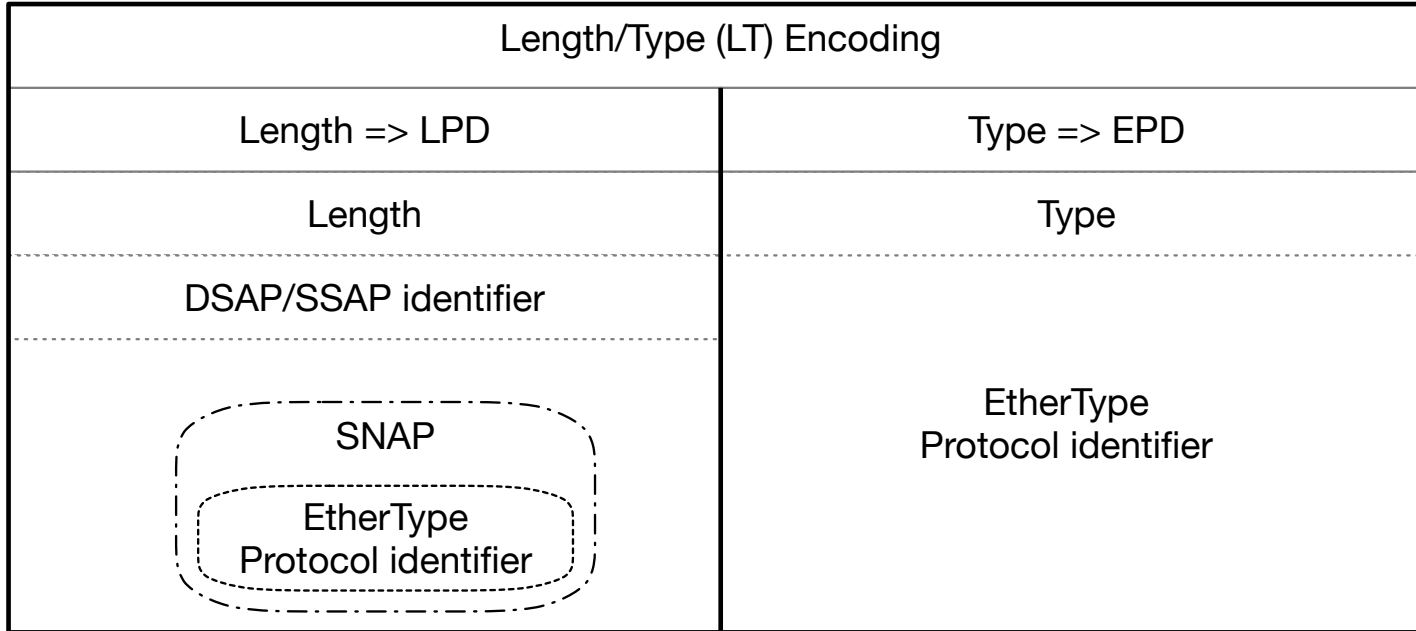 Length/Type (LT) Encoding
Length => LPD
Type => EPD
Length
Type
DSAP/SSAP identifier
SNAP
EtherType
Protocol identifier
EtherType
Protocol identifier